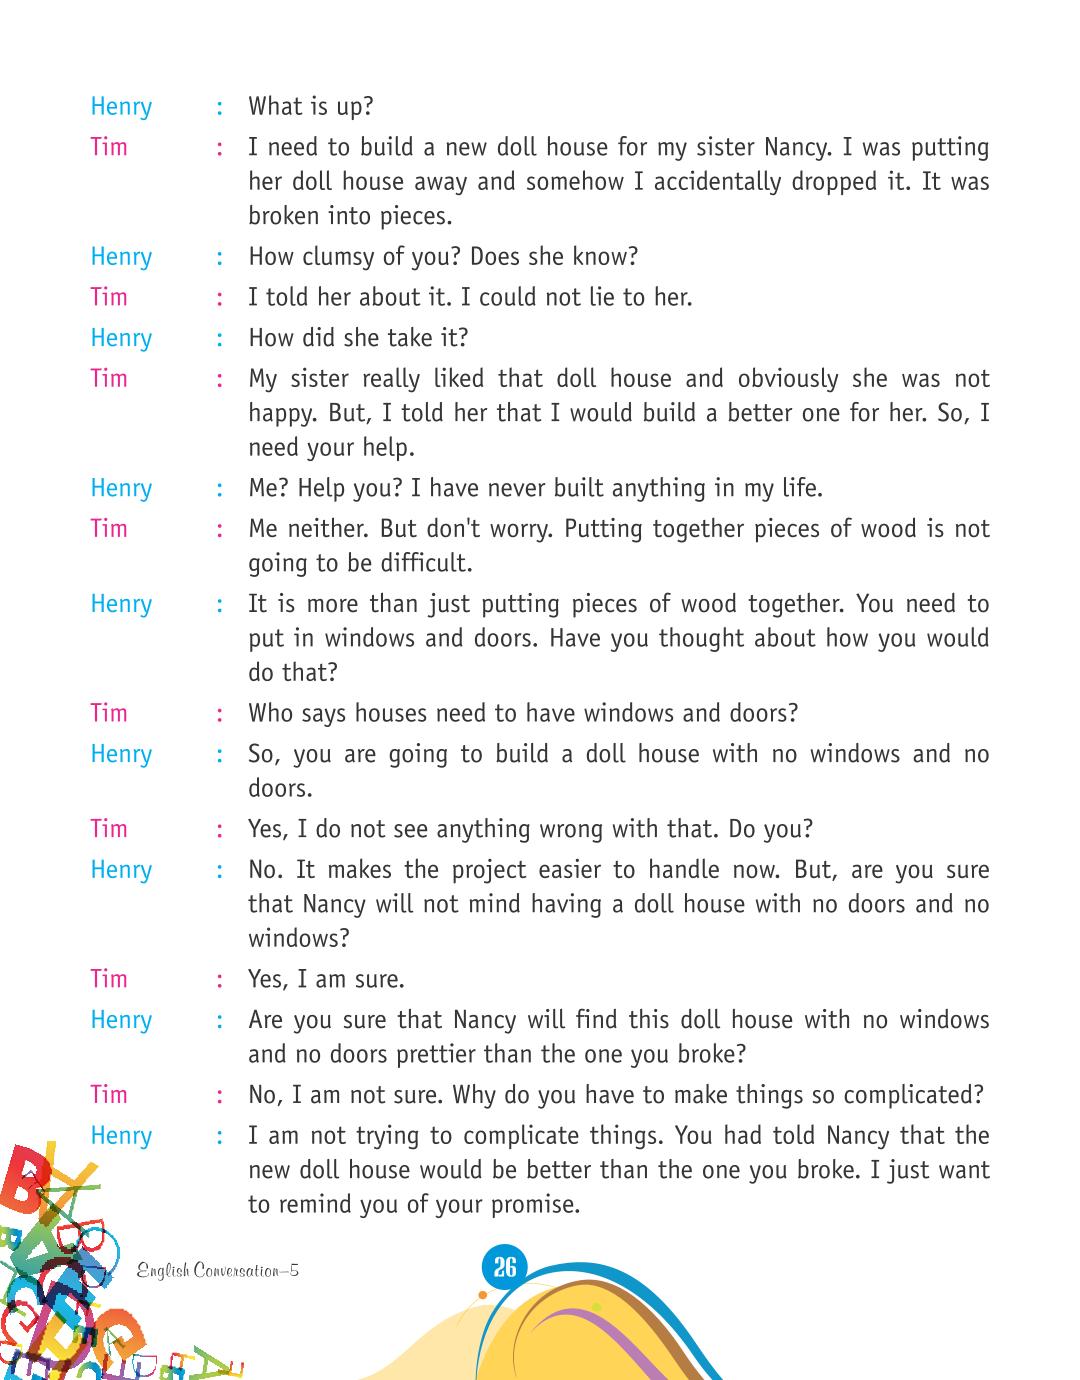 Henry : What is up?
Tim : I need to build a new doll house for my sister Nancy. I was putting
her doll house away and somehow I accidentally dropped it. It was
broken into pieces.
Henry : How clumsy of you? Does she know?
Tim : I told her about it. I could not lie to her.
Henry : How did she take it?
Tim : My sister really liked that doll house and obviously she was not
happy. But, I told her that I would build a better one for her. So, I
need your help.
Henry : Me? Help you? I have never built anything in my life.
Tim : Me neither. But don't worry. Putting together pieces of wood is not
going to be difficult.
Henry : It is more than just putting pieces of wood together. You need to
put in windows and doors. Have you thought about how you would
do that?
Tim : Who says houses need to have windows and doors?
Henry : So, you are going to build a doll house with no windows and no
doors.
Tim : Yes, I do not see anything wrong with that. Do you?
Henry : No. It makes the project easier to handle now. But, are you sure
that Nancy will not mind having a doll house with no doors and no
windows?
Tim : Yes, I am sure.
Henry : Are you sure that Nancy will find this doll house with no windows
and no doors prettier than the one you broke?
Tim : No, I am not sure. Why do you have to make things so complicated?
Henry : I am not trying to complicate things. You had told Nancy that the
new doll house would be better than the one you broke. I just want
to remind you of your promise.
English Conversation–5
26